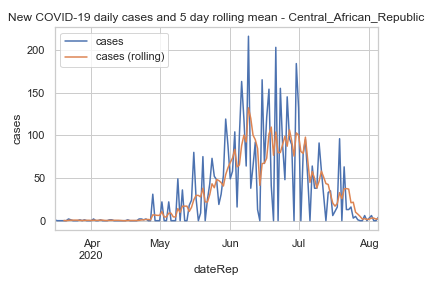 New COVID-19 daily cases and 5 day rolling mean - Central_African_Republic
cases
cases (rolling)
200
150
100
50
0
cases
Apr
2020
May
Jun
Jul
Aug
dateRep